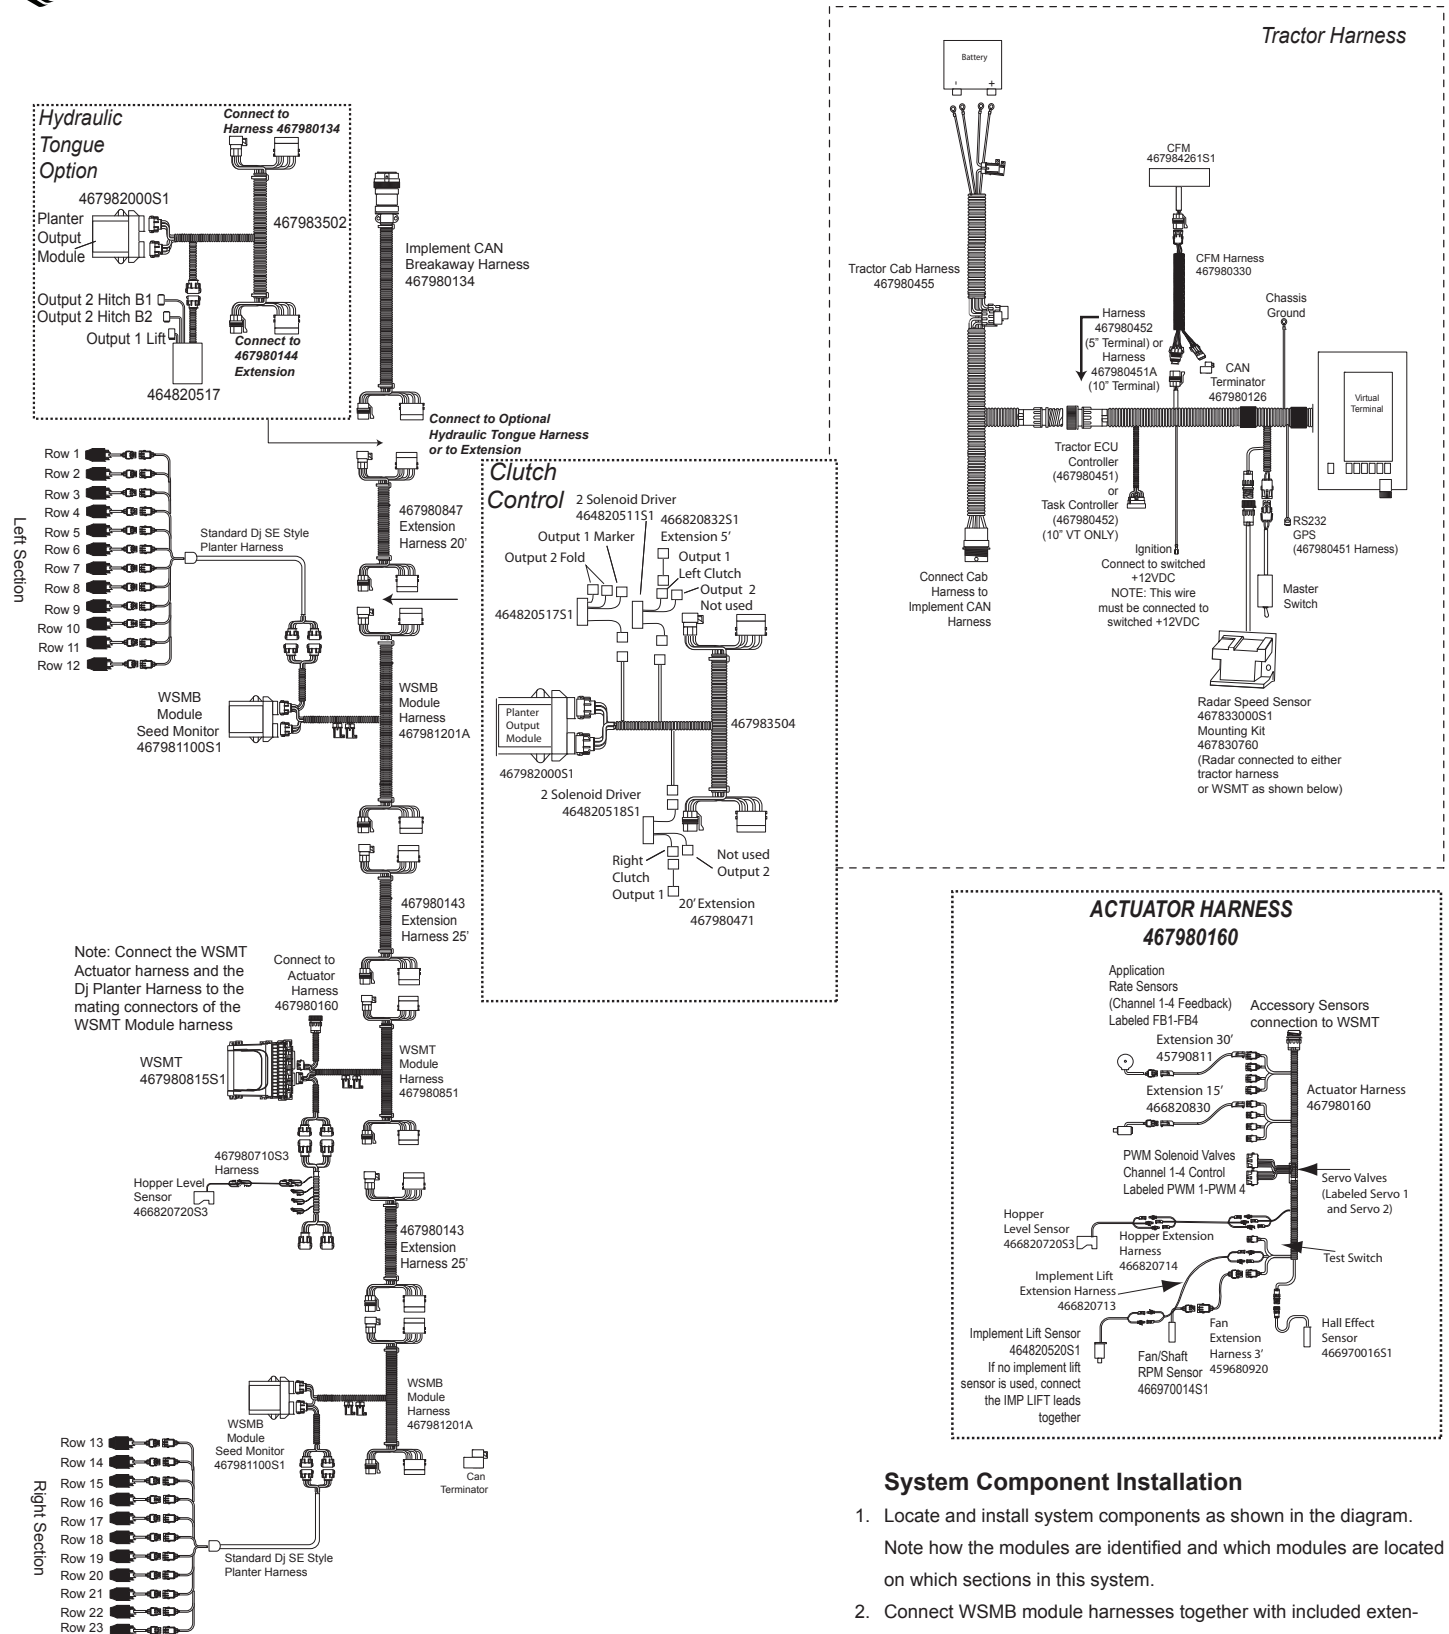 Tractor Harness
Battery
- +
CFM
467984261S1
CFM Harness
467980330
Tractor Cab Harness
467980455
Harness
467980452
(5" Terminal) or
Harness
467980451A
(10" Terminal)
Chassis
Ground
CAN
Terminator
467980126
Virtual
Terminal
Tractor ECU
Controller
(467980451)
or
Task Controller
(467980452)
(10" VT ONLY)
Ignition
Connect to switched
+12VDC
NOTE: This wire
must be connected to
switched +12VDC
RS232
GPS
(467980451 Harness)
Master
Switch
Connect Cab
Harness to
Implement CAN
Harness
Radar Speed Sensor
467833000S1
Mounting Kit
467830760
(Radar connected to either
tractor harness
or WSMT as shown below)
Hydraulic
Tongue
Option
Connect to
Harness 467980134
467982000S1
Planter
Output
Module
467983502
Output 2 Hitch B1
Output 2 Hitch B2
Output 1 Lift
464820517
Connect to
467980144
Extension
Implement CAN
Breakaway Harness
467980134
Connect to Optional
Hydraulic Tongue Harness
or to Extension
Left Section
Row 1
Row 2
Row 3
Row 4
Row 5
Row 6
Row 7
Row 8
Row 9
Row 10
Row 11
Row 12
Standard Dj SE Style
Planter Harness
467980847
Extension
Harness 20'
WSMB
Module
Seed Monitor
467981100S1
WSMB
Module
Harness
467981201A
Clutch
Control
2 Solenoid Driver
464820511S1
466820832S1
Extension 5'
Output 1 Marker
Output 2 Fold
Output 1
Left Clutch
Output 2
Not used
464820517S1
Planter
Output
Module
467982000S1
467983504
2 Solenoid Driver
464820518S1
Right
Clutch
Output 1
Not used
Output 2
20' Extension
467980471
467980143
Extension
Harness 25'
Note: Connect the WSMT
Actuator harness and the
Dj Planter Harness to the
mating connectors of the
WSMT Module harness
Connect to
Actuator
Harness
467980160
WSMT
467980815S1
WSMT
Module
Harness
467980851
467980710S3
Harness
Hopper Level
Sensor
466820720S3
467980143
Extension
Harness 25'
WSMB
Module
Harness
467981201A
WSMB
Module
Seed Monitor
467981100S1
Can
Terminator
Right Section
Row 13
Row 14
Row 15
Row 16
Row 17
Row 18
Row 19
Row 20
Row 21
Row 22
Row 23
Standard Dj SE Style
Planter Harness
ACTUATOR HARNESS
467980160
Application
Rate Sensors
(Channel 1-4 Feedback)
Labeled FB1-FB4
Accessory Sensors
connection to WSMT
Extension 30'
45790811
Extension 15'
466820830
Actuator Harness
467980160
PWM Solenoid Valves
Channel 1-4 Control
Labeled PWM 1-PWM 4
Servo Valves
(Labeled Servo 1
and Servo 2)
Hopper
Level Sensor
466820720S3
Hopper Extension
Harness
466820714
Test Switch
Implement Lift
Extension Harness
466820713
Implement Lift Sensor
464820520S1
If no implement lift
sensor is used, connect
the IMP LIFT leads
together
Fan/Shaft
RPM Sensor
466970014S1
Fan
Extension
Harness 3'
459680920
Hall Effect
Sensor
466970016S1
System Component Installation
1. Locate and install system components as shown in the diagram.
Note how the modules are identified and which modules are located
on which sections in this system.
2. Connect WSMB module harnesses together with included exten-